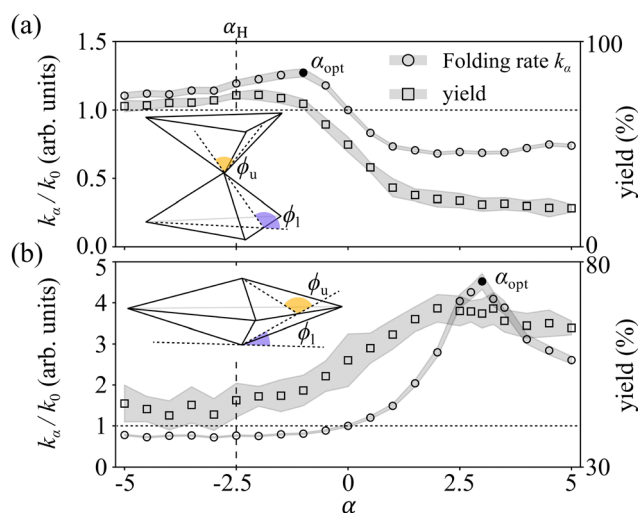 (a)
α_H
1.5
100
α_opt
Folding rate k_α
yield
1.0
k_α / k_0 (arb. units)
yield (%)
ϕ_u
0.5
ϕ_l
0.0
0
(b)
5
80
ϕ_u
α_opt
4
ϕ_l
3
k_α / k_0 (arb. units)
yield (%)
2
1
0
30
-5 -2.5 0 2.5 5
α